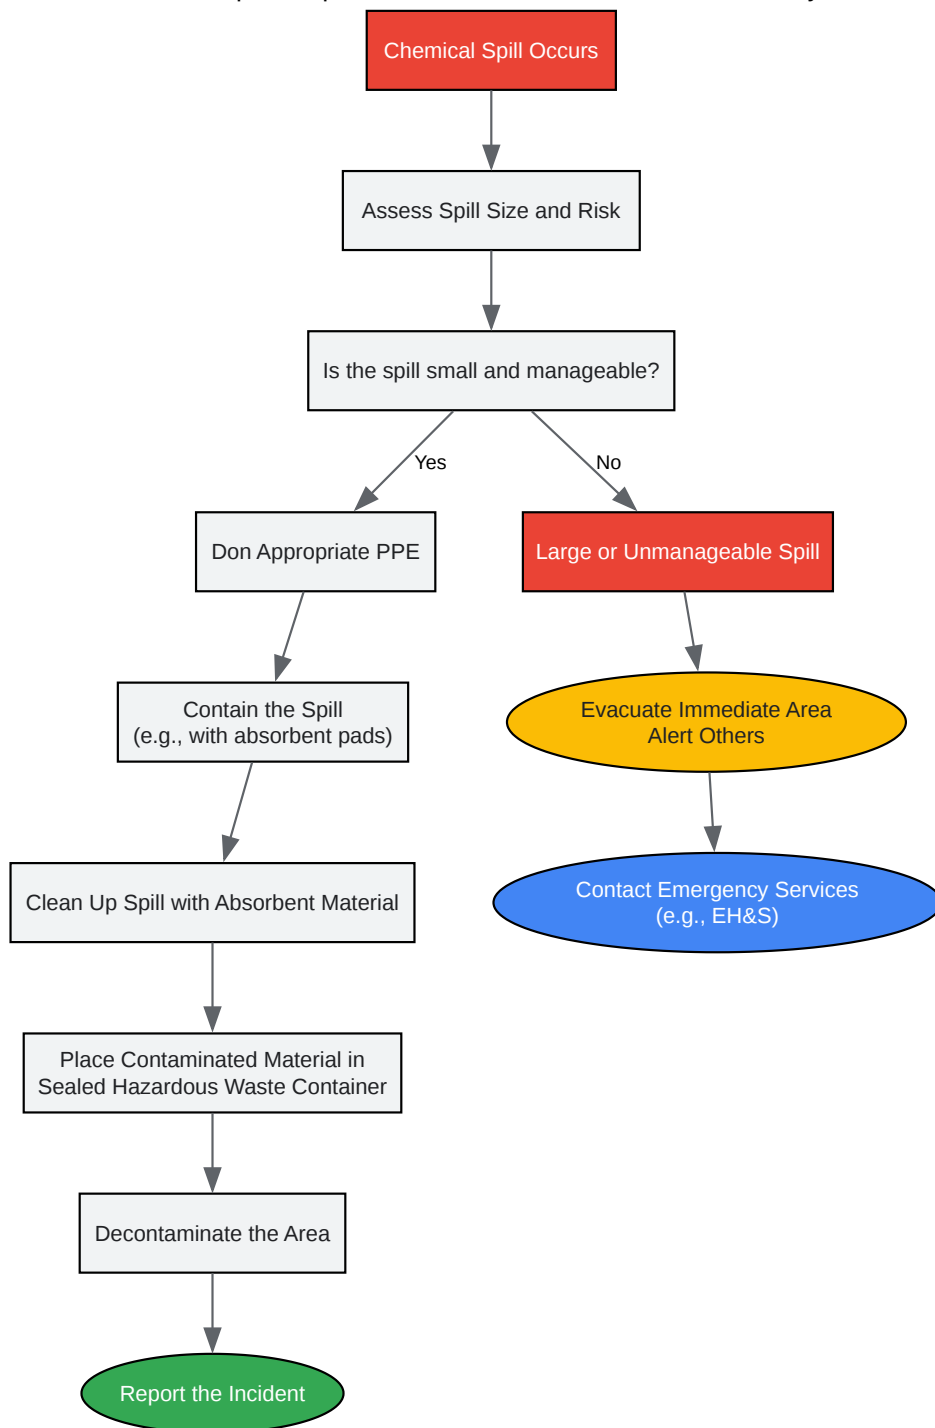 Chemical Spill Occurs
Assess Spill Size and Risk
Is the spill small and manageable?
Yes
No
Don Appropriate PPE
Large or Unmanageable Spill
Contain the Spill
(e.g., with absorbent pads)
Evacuate Immediate Area
Alert Others
Clean Up Spill with Absorbent Material
Contact Emergency Services
(e.g., EH&S)
Place Contaminated Material in
Sealed Hazardous Waste Container
Decontaminate the Area
Report the Incident